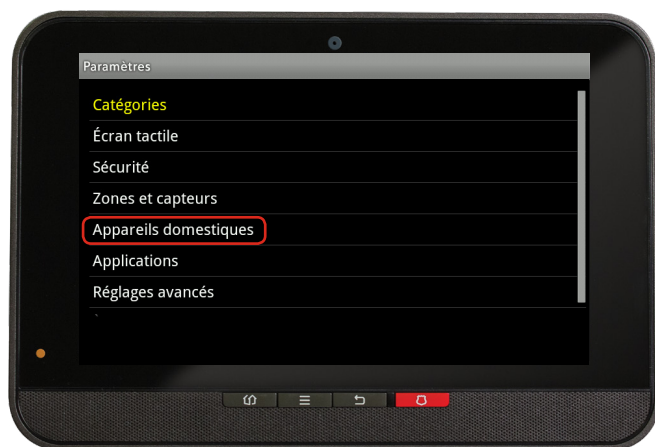 Paramètres
Catégories
Écran tactile
Sécurité
Zones et capteurs
Appareils domestiques
Applications
Réglages avancés